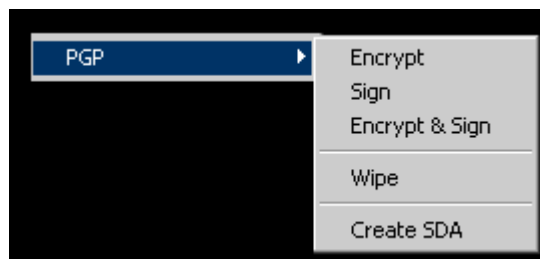 PGP
Encrypt
Sign
Encrypt & Sign
Wipe
Create SDA